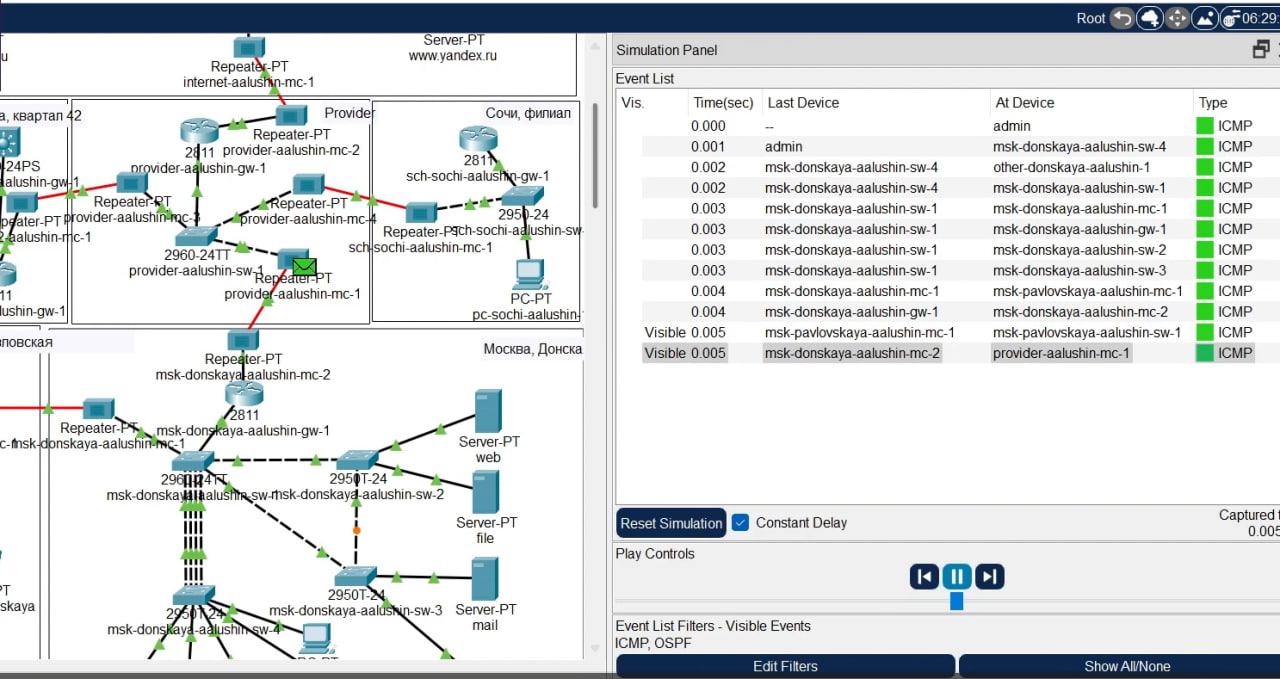 Root
06:29:
Server-PT
www.yandex.ru
Repeater-PT
internet-aalushin-mc-1
а, квартал 42
Provider
Сочи, филиал
Repeater-PT
provider-aalushin-mc-2
2811
provider-aalushin-gw-1
2811
sch-sochi-aalushin-gw-1
24PS
aalushin-gw-1
Repeater-PT
provider-aalushin-mc-3
Repeater-PT
provider-aalushin-mc-4
2950-24
sch-sochi-aalushin-sw-
Repeater-PT
sch-sochi-aalushin-mc-1
peater-PT
2-aalushin-mc-1
2960-24TT
provider-aalushin-sw-1
Repeater-PT
provider-aalushin-mc-1
PC-PT
pc-sochi-aalushin-
11
lushin-gw-1
вловская
Москва, Донска
Repeater-PT
msk-donskaya-aalushin-mc-2
2811
msk-donskaya-aalushin-gw-1
Repeater-PT
msk-donskaya-aalushin-mc-1
Server-PT
web
2960-24TT
msk-donskaya-aalushin-sw-1
2950T-24
msk-donskaya-aalushin-sw-2
Server-PT
file
2950T-24
msk-donskaya-aalushin-sw-3
Server-PT
mail
PT
skaya
2950T-24
msk-donskaya-aalushin-sw-4
Simulation Panel
Event List
Vis. Time(sec) Last Device At Device Type
0.000 -- admin ICMP
0.001 admin msk-donskaya-aalushin-sw-4 ICMP
0.002 msk-donskaya-aalushin-sw-4 other-donskaya-aalushin-1 ICMP
0.002 msk-donskaya-aalushin-sw-4 msk-donskaya-aalushin-sw-1 ICMP
0.003 msk-donskaya-aalushin-sw-1 msk-donskaya-aalushin-mc-1 ICMP
0.003 msk-donskaya-aalushin-sw-1 msk-donskaya-aalushin-gw-1 ICMP
0.003 msk-donskaya-aalushin-sw-1 msk-donskaya-aalushin-sw-2 ICMP
0.003 msk-donskaya-aalushin-sw-1 msk-donskaya-aalushin-sw-3 ICMP
0.004 msk-donskaya-aalushin-mc-1 msk-pavlovskaya-aalushin-mc-1 ICMP
0.004 msk-donskaya-aalushin-gw-1 msk-donskaya-aalushin-mc-2 ICMP
Visible 0.005 msk-pavlovskaya-aalushin-mc-1 msk-pavlovskaya-aalushin-sw-1 ICMP
Visible 0.005 msk-donskaya-aalushin-mc-2 provider-aalushin-mc-1 ICMP
Reset Simulation
Constant Delay
Captured t
0.005
Play Controls
Event List Filters - Visible Events
ICMP, OSPF
Edit Filters
Show All/None